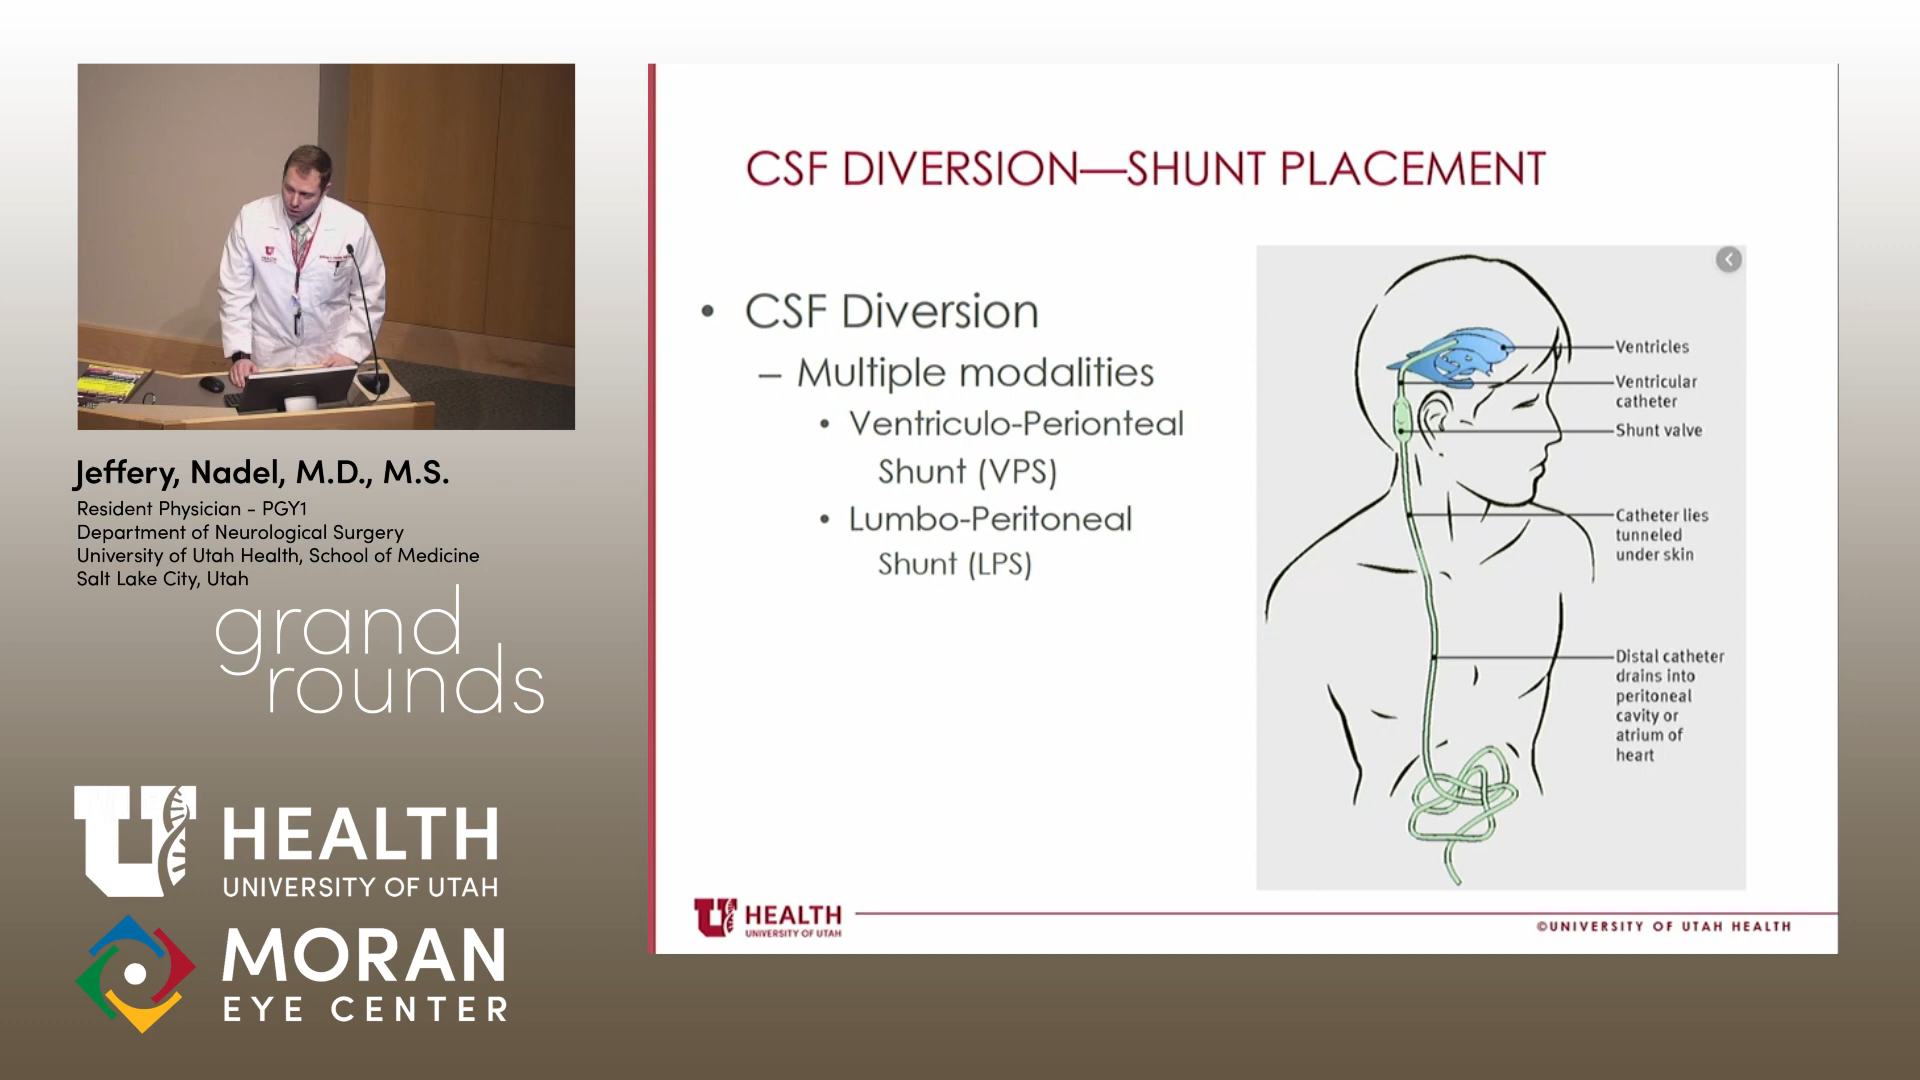 Jeffery, Nadel, M.D., M.S.
Resident Physician - PGY1
Department of Neurological Surgery
University of Utah Health, School of Medicine
Salt Lake City, Utah
grand
rounds
U HEALTH
UNIVERSITY OF UTAH
MORAN
EYE CENTER
CSF DIVERSION—SHUNT PLACEMENT
• CSF Diversion
– Multiple modalities
• Ventriculo-Perionteal
Shunt (VPS)
• Lumbo-Peritoneal
Shunt (LPS)
Ventricles
Ventricular
catheter
Shunt valve
Catheter lies
tunneled
under skin
Distal catheter
drains into
peritoneal
cavity or
atrium of
heart
U HEALTH
UNIVERSITY OF UTAH
©UNIVERSITY OF UTAH HEALTH
U HEALTH